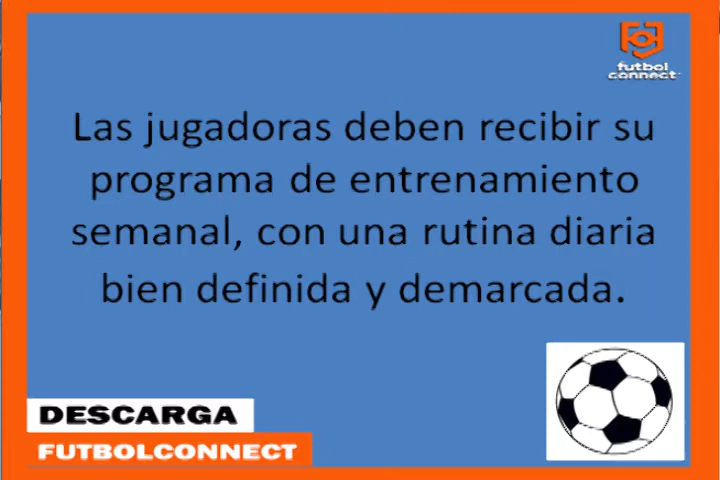 futbol
connect
Las jugadoras deben recibir su
programa de entrenamiento
semanal, con una rutina diaria
bien definida y demarcada.
DESCARGA
FUTBOLCONNECT